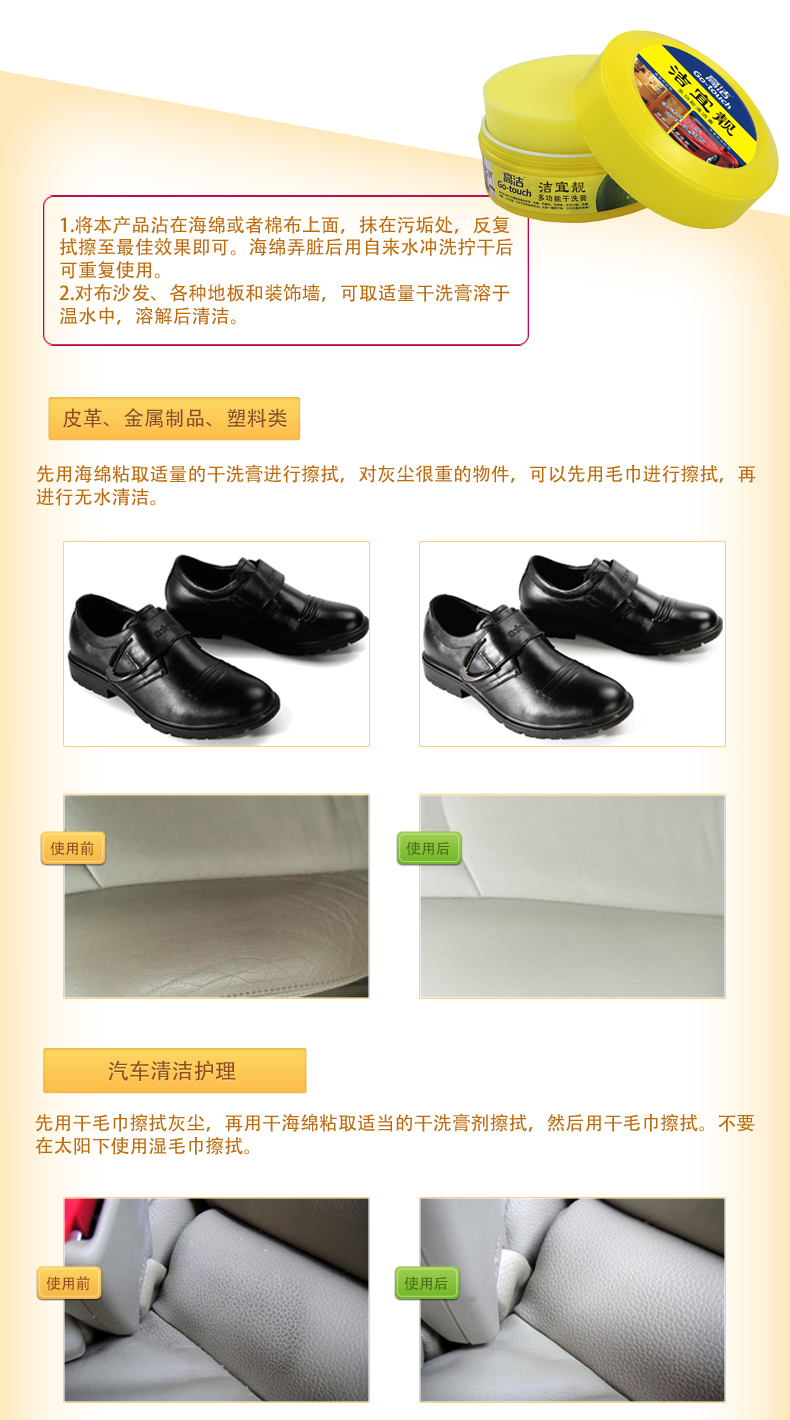 高洁
Go-touch
洁宜靓
多功能清洁膏
高洁
Go-touch
洁宜靓
多功能干洗膏
1.将本产品沾在海绵或者棉布上面，抹在污垢处，反复
拭擦至最佳效果即可。海绵弄脏后用自来水冲洗拧干后
可重复使用。
2.对布沙发、各种地板和装饰墙，可取适量干洗膏溶于
温水中，溶解后清洁。
皮革、金属制品、塑料类
先用海绵粘取适量的干洗膏进行擦拭，对灰尘很重的物件，可以先用毛巾进行擦拭，再
进行无水清洁。
使用前
使用后
汽车清洁护理
先用干毛巾擦拭灰尘，再用干海绵粘取适当的干洗膏剂擦拭，然后用干毛巾擦拭。不要
在太阳下使用湿毛巾擦拭。
使用前
使用后